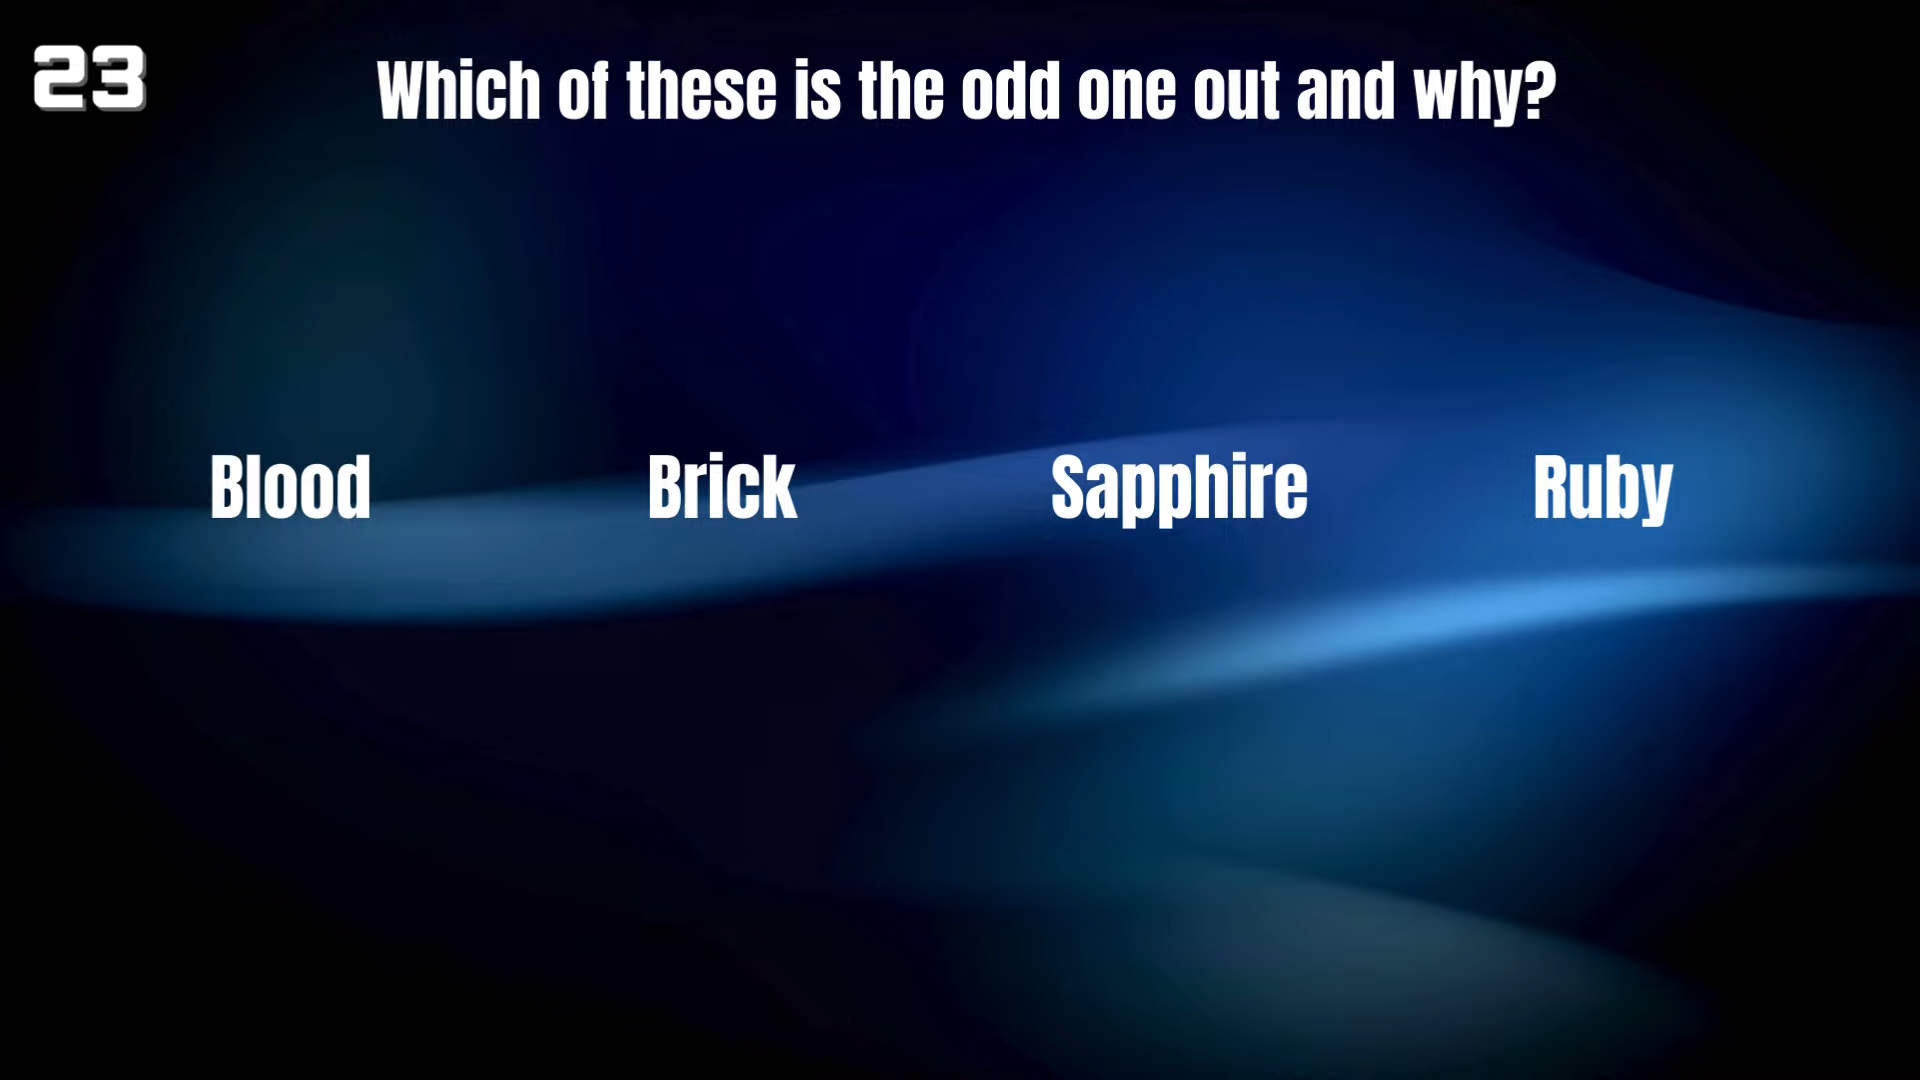 23
Which of these is the odd one out and why?
Blood Brick Sapphire Ruby